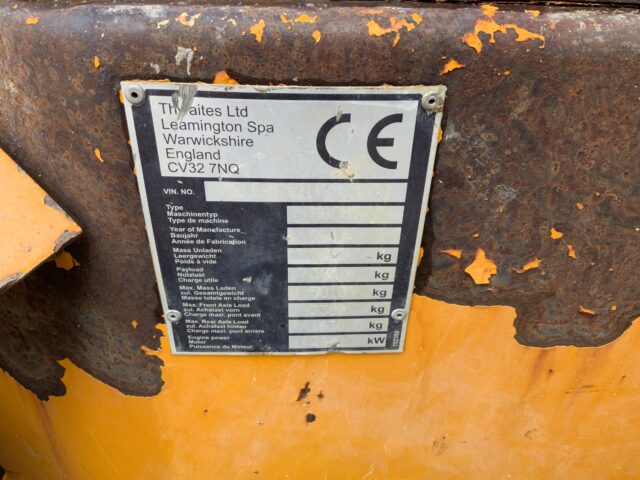 Ltd
Leamington Spa
Warwickshire
England
CV32 7NQ
CE
VIN. NO.
Type
Maschinentyp
Type de machine
Year of Manufacture
Baujahr
Année de Fabrication
Mass Unladen
Leergewicht kg
Poids à vide
Payload
Nutzlast kg
Charge utile
Max. Mass Laden
zul. Gesamtgewicht kg
Masse totale en charge
Max. Front Axle Load
zul. Achslast vorn kg
Charge maxi. pont avant
Max. Rear Axle Load
zul. Achslast hinten kg
Charge maxi. pont arriere
Engine power
Motor kW
Puissance du Moteur